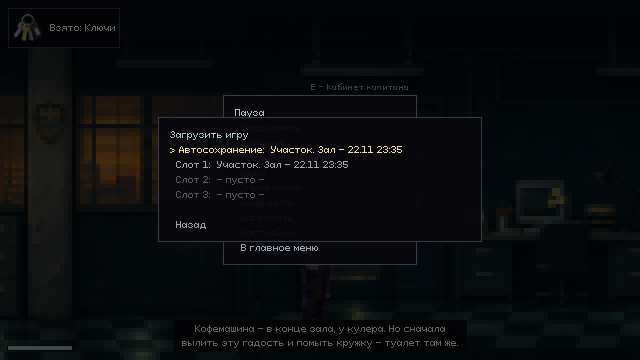 Взято: Ключи
E - Кабинет капитана
Пауза
Загрузить игру
> Автосохранение: Участок. Зал - 22.11 23:35
Слот 1: Участок. Зал - 22.11 23:35
Слот 2: - пусто -
Слот 3: - пусто -
Назад
В главное меню
Кофемашина - в конце зала, у кулера. Но сначала
вылить эту гадость и помыть кружку - туалет там же.